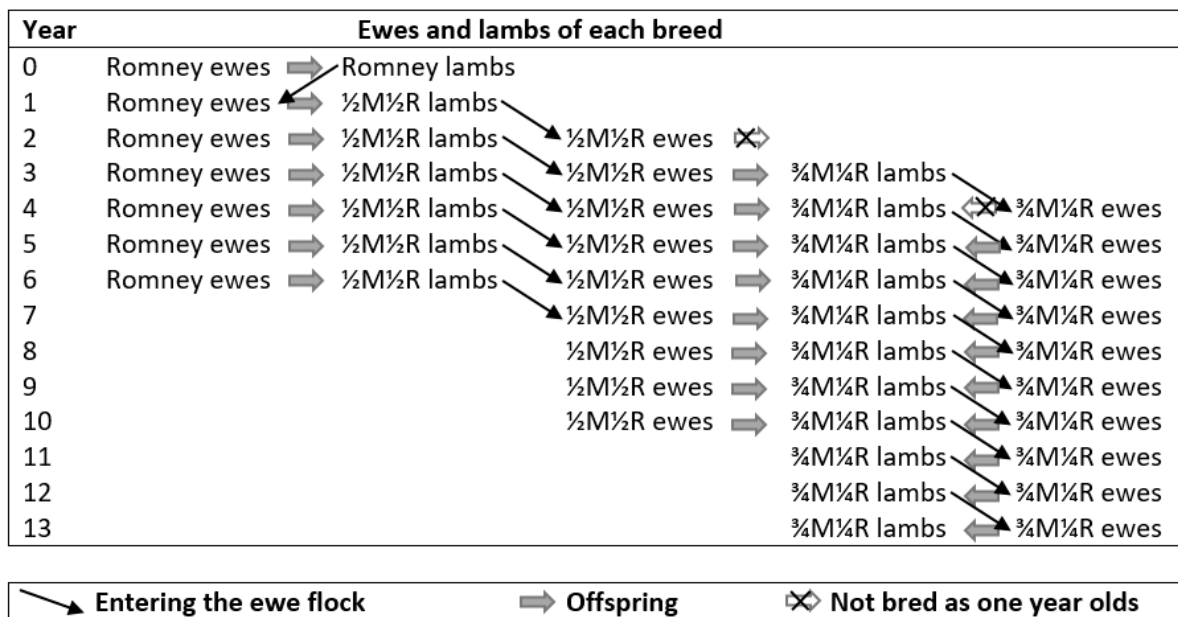 Year Ewes and lambs of each breed
0 Romney ewes Romney lambs
1 Romney ewes ½M½R lambs
2 Romney ewes ½M½R lambs ½M½R ewes
3 Romney ewes ½M½R lambs ½M½R ewes ¾M¼R lambs
4 Romney ewes ½M½R lambs ½M½R ewes ¾M¼R lambs ¾M¼R ewes
5 Romney ewes ½M½R lambs ½M½R ewes ¾M¼R lambs ¾M¼R ewes
6 Romney ewes ½M½R lambs ½M½R ewes ¾M¼R lambs ¾M¼R ewes
7 ½M½R ewes ¾M¼R lambs ¾M¼R ewes
8 ½M½R ewes ¾M¼R lambs ¾M¼R ewes
9 ½M½R ewes ¾M¼R lambs ¾M¼R ewes
10 ½M½R ewes ¾M¼R lambs ¾M¼R ewes
11 ¾M¼R lambs ¾M¼R ewes
12 ¾M¼R lambs ¾M¼R ewes
13 ¾M¼R lambs ¾M¼R ewes
Entering the ewe flock Offspring Not bred as one year olds